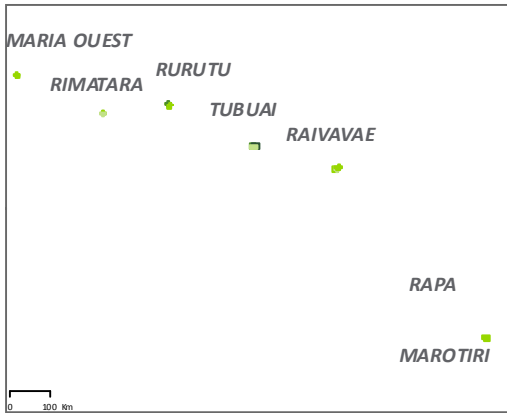 MARIA OUEST
RURUTU
RIMATARA
TUBUAI
RAIVAVAE
RAPA
MAROTIRI
0 100 Km